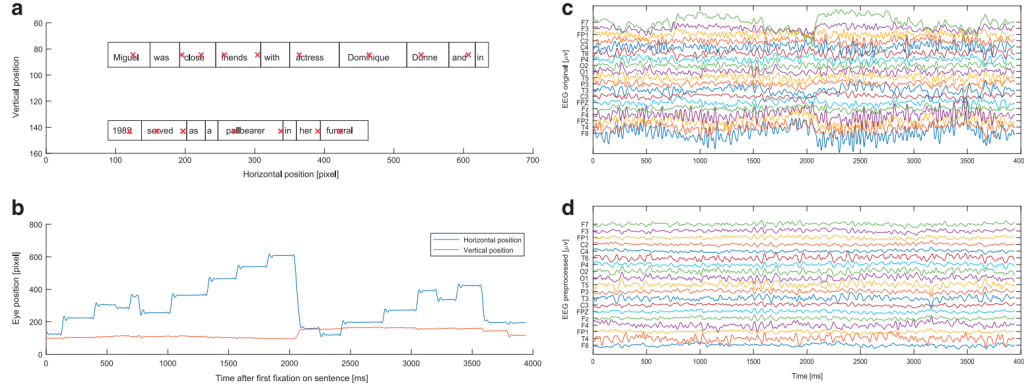 a
60
80
100
120
140
160
Vertical position
Miguel was close friends with actress Dominique Dunne and in
1982 served as a pallbearer in her funeral
0 100 200 300 400 500 600 700
Horizontal position [pixel]
b
800
600
400
200
0
Eye position [pixel]
Horizontal position
Vertical position
0 500 1000 1500 2000 2500 3000 3500 4000
Time after first fixation on sentence [ms]
c
EEG original [μv]
F7
F3
FP1
C2
C4
T6
P4
O2
O1
T5
P3
T3
C3
FPZ
Fz
F4
FP2
T4
F8
0 500 1000 1500 2000 2500 3000 3500 400
d
EEG preprocessed [μv]
F7
F3
FP1
C2
C4
T6
P4
O2
O1
T5
P3
T3
C3
FPZ
Fz
F4
FP1
T4
F8
0 500 1000 1500 2000 2500 3000 3500 400
Time [ms]